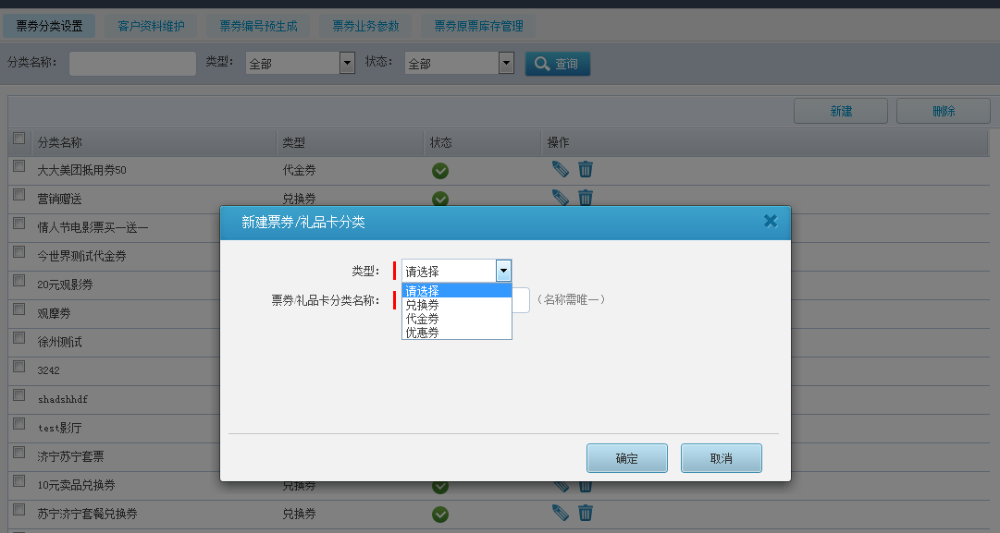 票券分类设置 客户资料维护 票券编号预生成 票券业务参数 票券原票库存管理
分类名称： 类型： 全部 状态： 全部 查询
新建 删除
分类名称 类型 状态 操作
大大美团抵用券50 代金券
营销赠送 兑换券
情人节电影票买一送一
今世界测试代金券
20元观影券
观摩券
徐州测试
3242
shadshhdf
test影厅
济宁苏宁套票
10元卖品兑换券 兑换券
苏宁济宁套餐兑换券 兑换券
新建票券/礼品卡分类
类型： 请选择
请选择
票券/礼品卡分类名称： （名称需唯一）
兑换券
代金券
优惠券
确定 取消